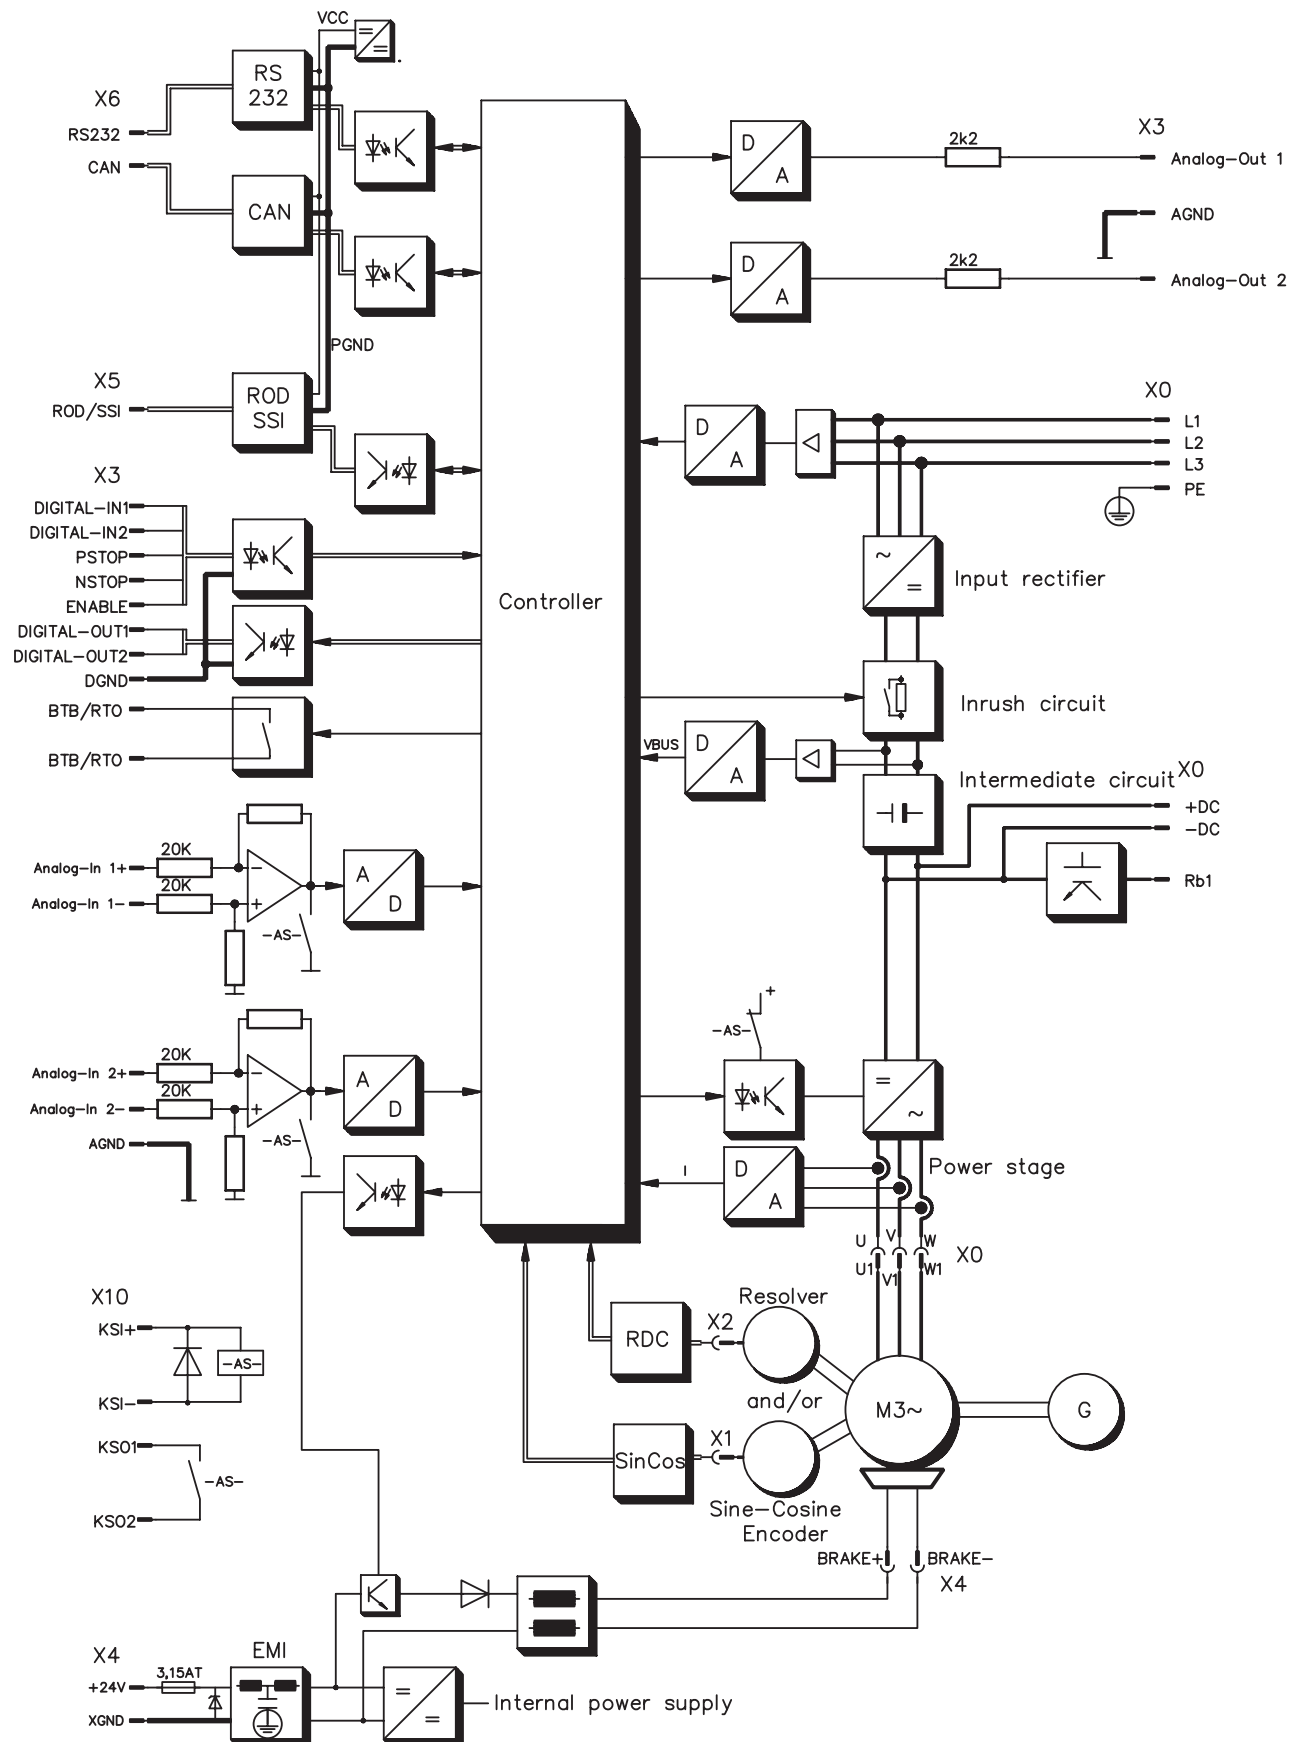 VCC
X6
RS232
CAN
RS
232
CAN
PGND
X5
ROD/SSI
ROD
SSI
X3
DIGITAL-IN1
DIGITAL-IN2
PSTOP
NSTOP
ENABLE
DIGITAL-OUT1
DIGITAL-OUT2
DGND
BTB/RTO
BTB/RTO
Analog-In 1+
Analog-In 1-
20K
20K
-
+
-AS-
A
D
Analog-In 2+
Analog-In 2-
20K
20K
-
+
-AS-
A
D
AGND
Controller
D
A
2k2
X3
Analog-Out 1
AGND
D
A
2k2
Analog-Out 2
X0
L1
L2
L3
PE
D
A
~
=
Input rectifier
Inrush circuit
VBUS
D
A
Intermediate circuit
X0
+DC
-DC
Rb1
+
-AS-
=
~
Power stage
I
D
A
U
V
W
X0
U1
V1
W1
Resolver
RDC
X2
and/or
M3~
G
SinCos
X1
Sine-Cosine
Encoder
BRAKE+
BRAKE-
X4
X10
KSI+
-AS-
KSI-
KSO1
-AS-
KSO2
X4
+24V
3,15AT
XGND
EMI
=
=
Internal power supply